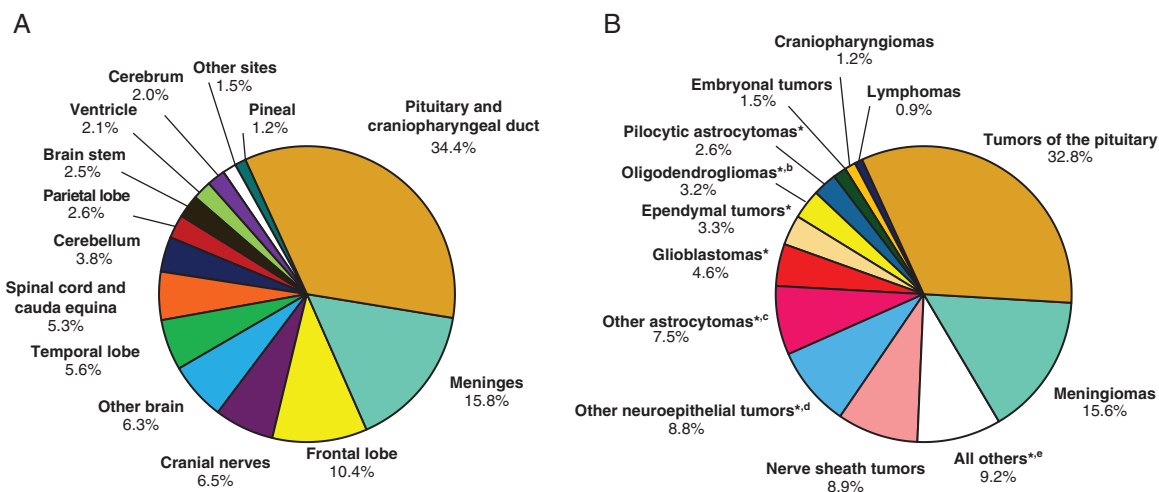 A
Pituitary and
craniopharyngeal duct
34.4%
Meninges
15.8%
Frontal lobe
10.4%
Cranial nerves
6.5%
Other brain
6.3%
Temporal lobe
5.6%
Spinal cord and
cauda equina
5.3%
Cerebellum
3.8%
Parietal lobe
2.6%
Brain stem
2.5%
Ventricle
2.1%
Cerebrum
2.0%
Other sites
1.5%
Pineal
1.2%
B
Tumors of the pituitary
32.8%
Meningiomas
15.6%
All others*,e
9.2%
Nerve sheath tumors
8.9%
Other neuroepithelial tumors*,d
8.8%
Other astrocytomas*,c
7.5%
Glioblastomas*
4.6%
Ependymal tumors*
3.3%
Oligodendrogliomas*,b
3.2%
Pilocytic astrocytomas*
2.6%
Embryonal tumors
1.5%
Craniopharyngiomas
1.2%
Lymphomas
0.9%